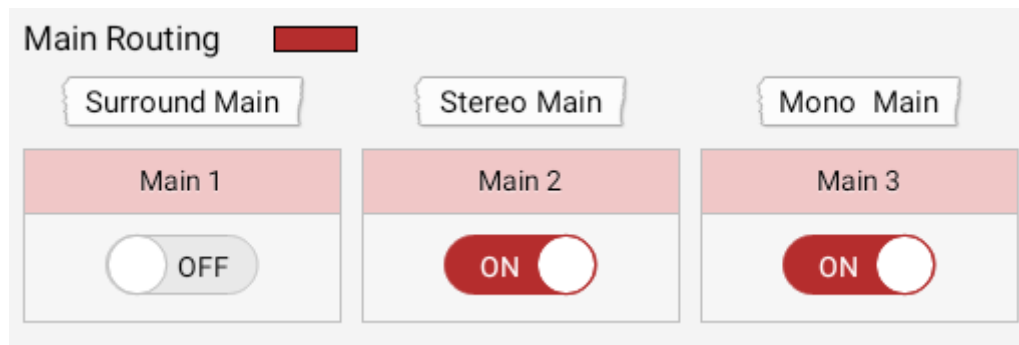 Main Routing
Surround Main Stereo Main Mono Main
Main 1 Main 2 Main 3
OFF ON ON